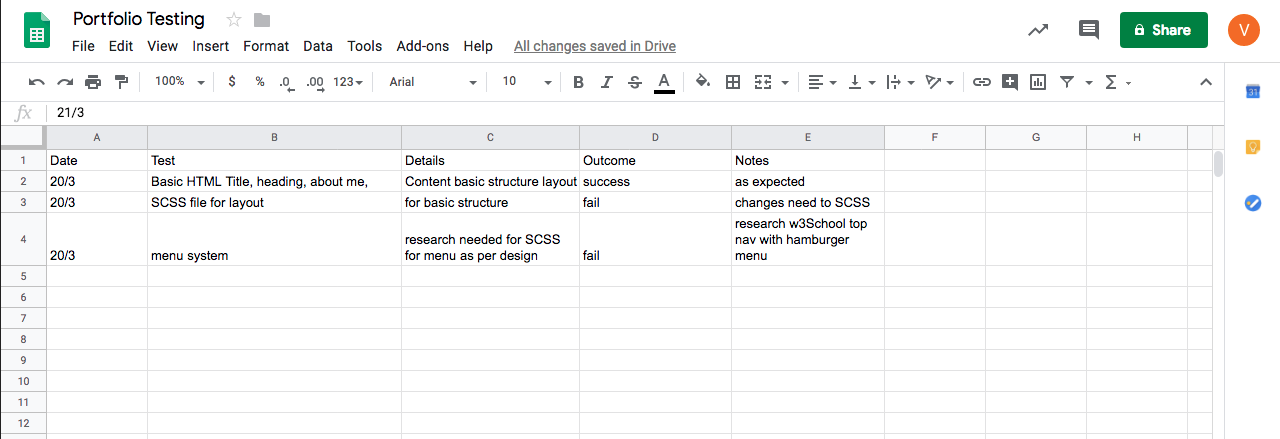 Portfolio Testing
File Edit View Insert Format Data Tools Add-ons Help All changes saved in Drive
Share
V
100% $ % .0 .00 123 Arial 10 B I S A
31
fx 21/3
A B C D E F G H
1 Date Test Details Outcome Notes
2 20/3 Basic HTML Title, heading, about me, Content basic structure layout success as expected
3 20/3 SCSS file for layout for basic structure fail changes need to SCSS
research w3School top
4 research needed for SCSS nav with hamburger
20/3 menu system for menu as per design fail menu
5
6
7
8
9
10
11
12